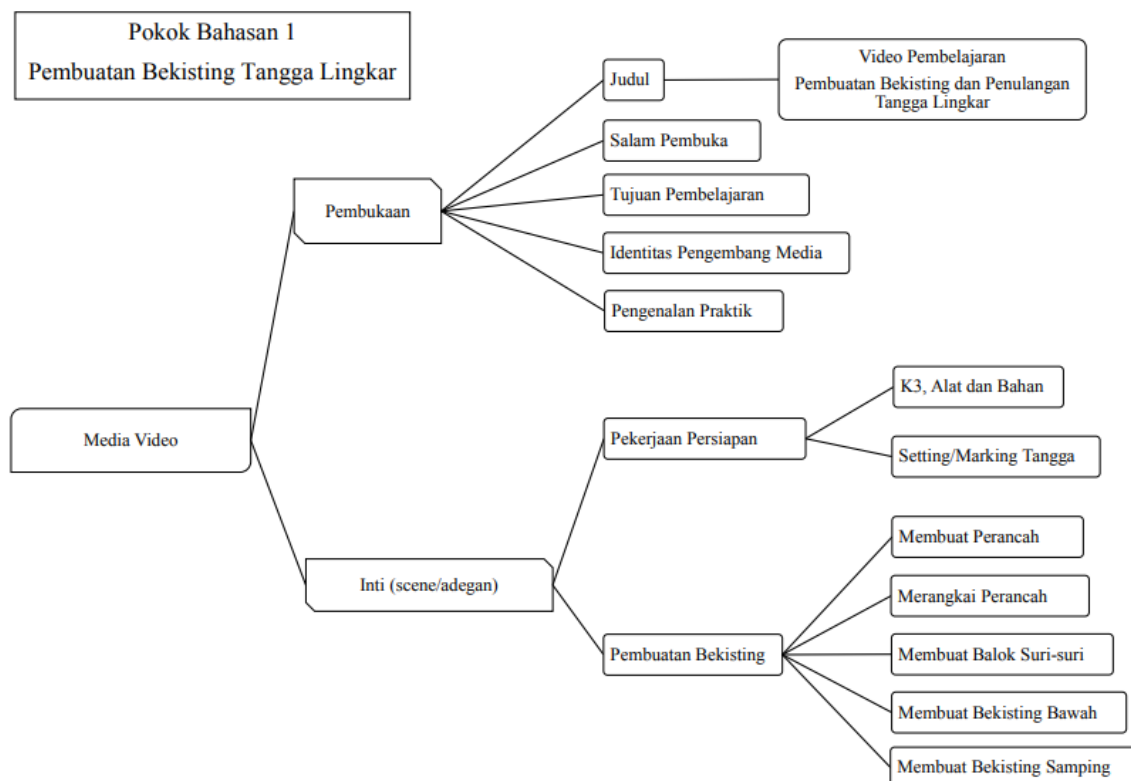 Pokok Bahasan 1
Pembuatan Bekisting Tangga Lingkar
Judul
Video Pembelajaran
Pembuatan Bekisting dan Penulangan
Tangga Lingkar
Salam Pembuka
Pembukaan
Tujuan Pembelajaran
Identitas Pengembang Media
Pengenalan Praktik
Media Video
Pekerjaan Persiapan
K3, Alat dan Bahan
Setting/Marking Tangga
Inti (scene/adegan)
Pembuatan Bekisting
Membuat Perancah
Merangkai Perancah
Membuat Balok Suri-suri
Membuat Bekisting Bawah
Membuat Bekisting Samping